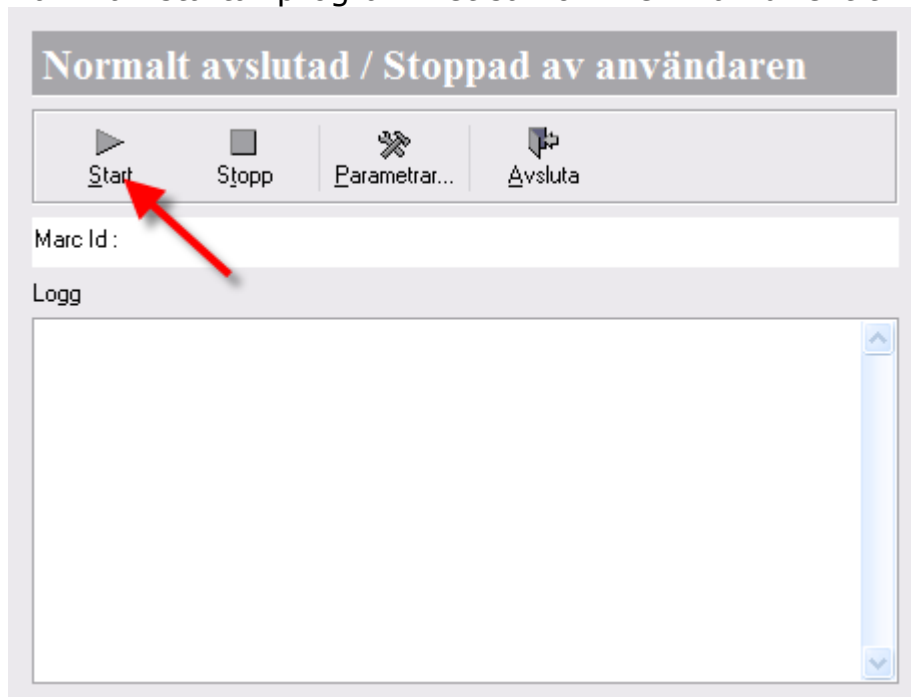 Normalt avslutad / Stoppad av användaren
Start Stopp Parametrar... Avsluta
Marc Id :
Logg